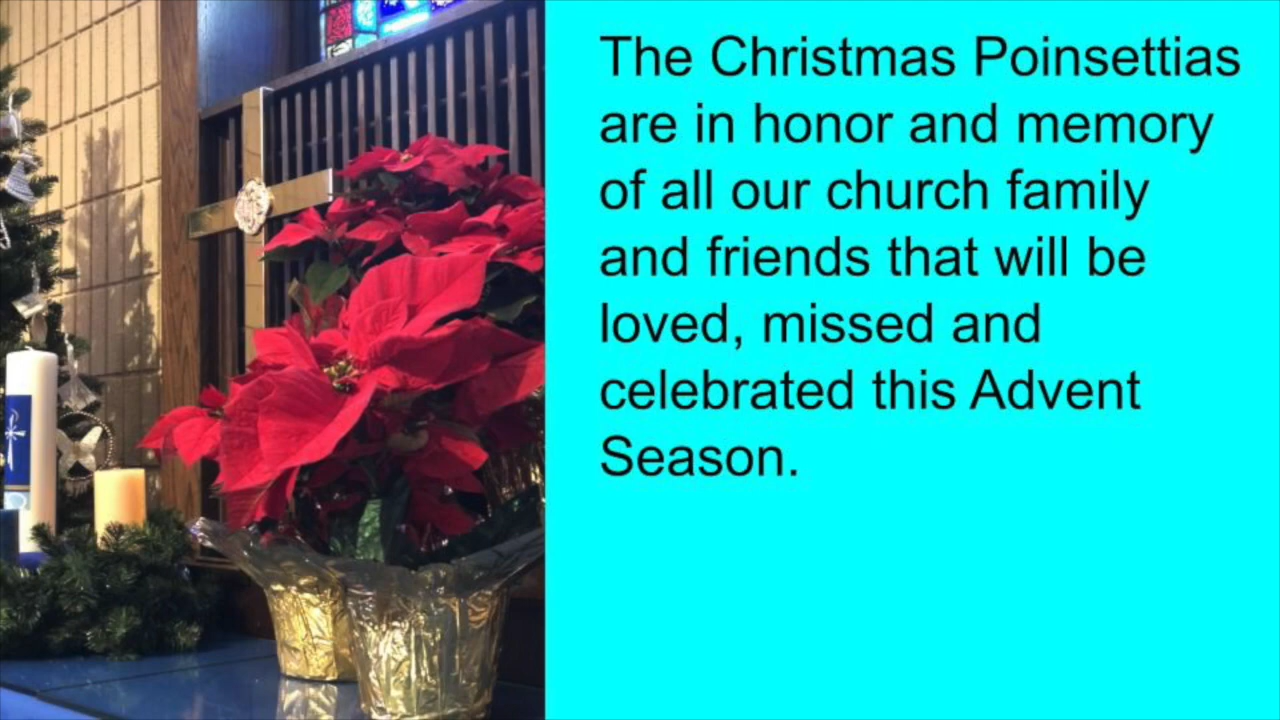 The Christmas Poinsettias
are in honor and memory
of all our church family
and friends that will be
loved, missed and
celebrated this Advent
Season.